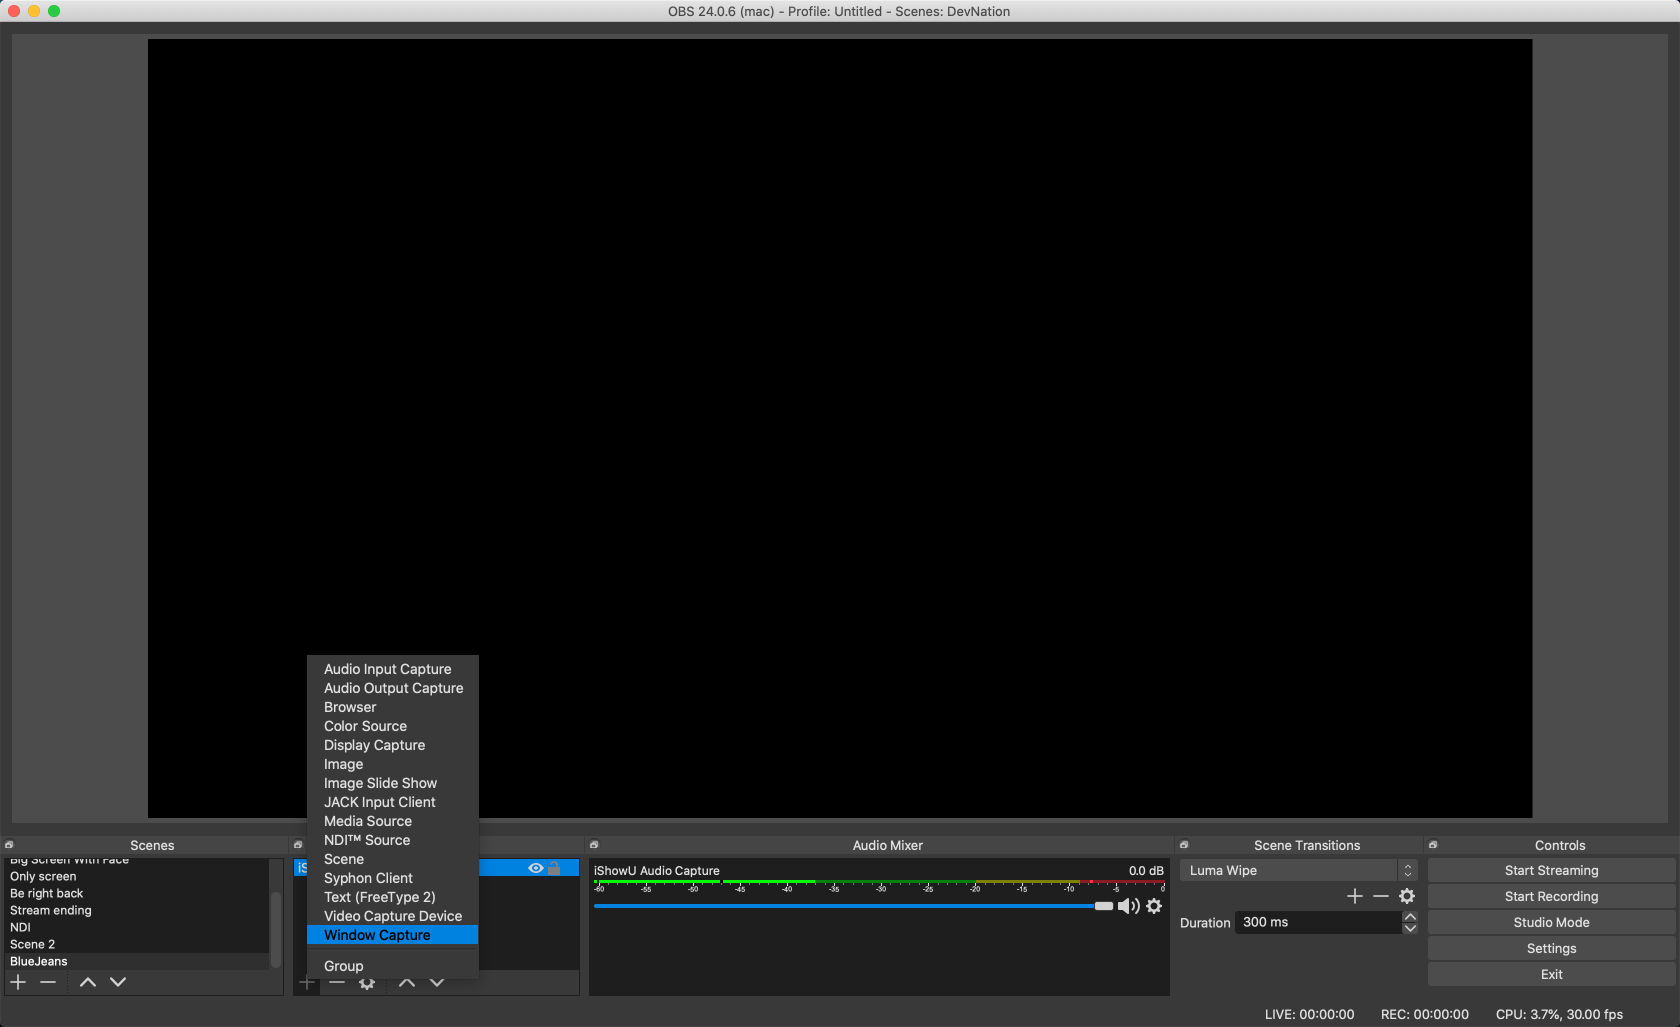 OBS 24.0.6 (mac) - Profile: Untitled - Scenes: DevNation
Audio Input Capture
Audio Output Capture
Browser
Color Source
Display Capture
Image
Image Slide Show
JACK Input Client
Media Source
NDI™ Source
Scene
Syphon Client
Text (FreeType 2)
Video Capture Device
Window Capture
Group
Scenes
Big Screen With Face
Only screen
Be right back
Stream ending
NDI
Scene 2
BlueJeans
iS
Audio Mixer
iShowU Audio Capture 0.0 dB
-60 -55 -50 -45 -40 -35 -30 -25 -20 -15 -10 -5 0
Scene Transitions
Luma Wipe
Duration 300 ms
Controls
Start Streaming
Start Recording
Studio Mode
Settings
Exit
LIVE: 00:00:00 REC: 00:00:00 CPU: 3.7%, 30.00 fps